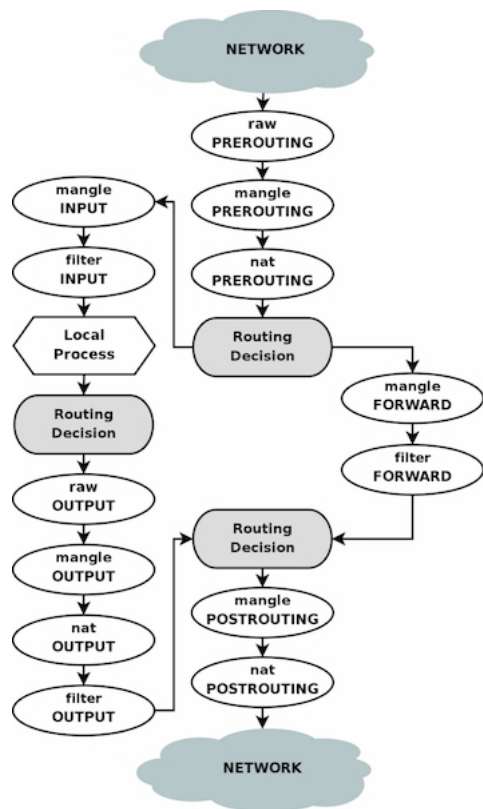 NETWORK
raw
PREROUTING
mangle
PREROUTING
nat
PREROUTING
Routing
Decision
mangle
INPUT
filter
INPUT
Local
Process
Routing
Decision
raw
OUTPUT
mangle
OUTPUT
nat
OUTPUT
filter
OUTPUT
mangle
FORWARD
filter
FORWARD
Routing
Decision
mangle
POSTROUTING
nat
POSTROUTING
NETWORK